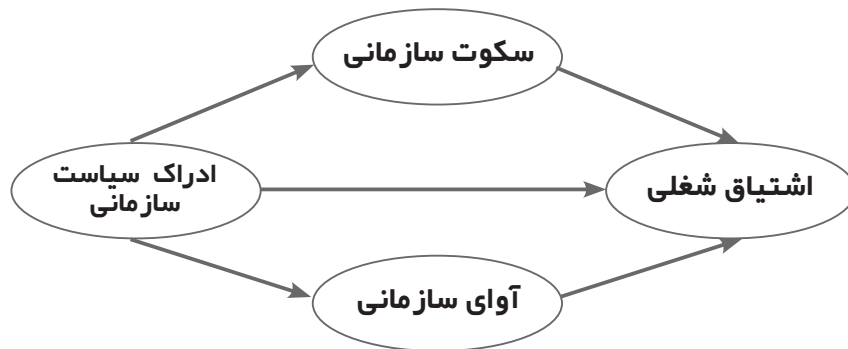 سکوت سازمانی
ادراک سیاست
سازمانی
اشتیاق شغلی
آوای سازمانی